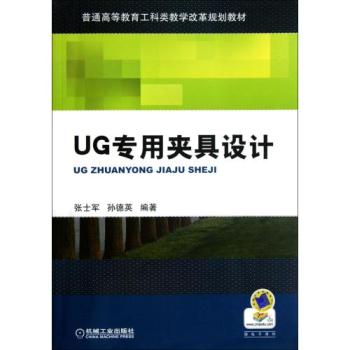 普通高等教育工科类教学改革规划教材
UG专用夹具设计
UG ZHUANYONG JIAJU SHEJI
张士军 孙德英 编著
机械工业出版社
CHINA MACHINE PRESS